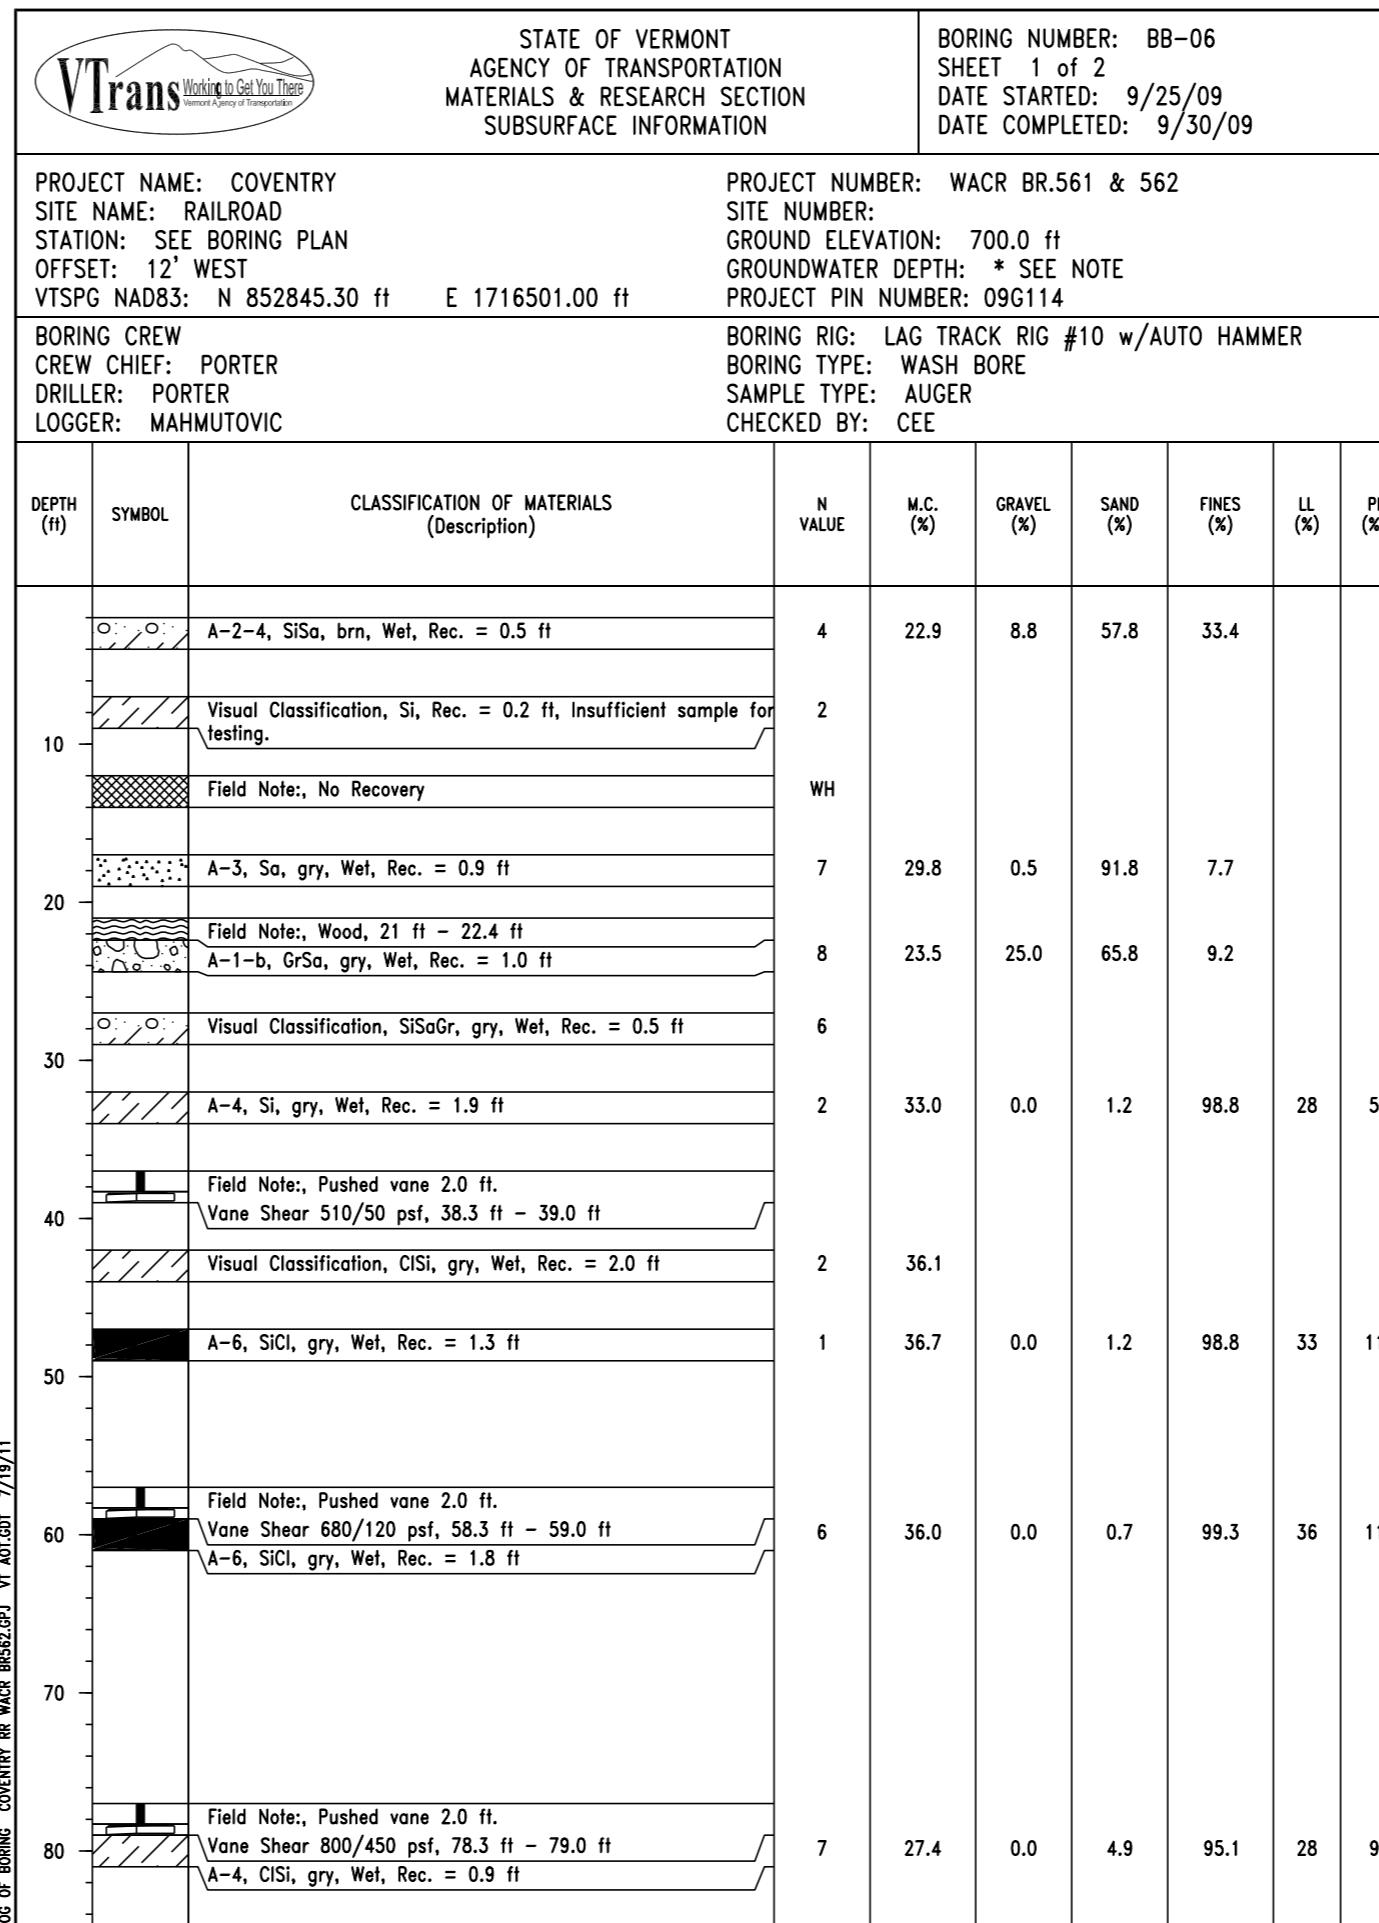 VTrans Working to Get You There
Vermont Agency of Transportation
STATE OF VERMONT
AGENCY OF TRANSPORTATION
MATERIALS & RESEARCH SECTION
SUBSURFACE INFORMATION
BORING NUMBER: BB-06
SHEET 1 of 2
DATE STARTED: 9/25/09
DATE COMPLETED: 9/30/09
PROJECT NAME: COVENTRY
SITE NAME: RAILROAD
STATION: SEE BORING PLAN
OFFSET: 12' WEST
VTSPG NAD83: N 852845.30 ft E 1716501.00 ft
PROJECT NUMBER: WACR BR.561 & 562
SITE NUMBER:
GROUND ELEVATION: 700.0 ft
GROUNDWATER DEPTH: * SEE NOTE
PROJECT PIN NUMBER: 09G114
BORING CREW
CREW CHIEF: PORTER
DRILLER: PORTER
LOGGER: MAHMUTOVIC
BORING RIG: LAG TRACK RIG #10 w/AUTO HAMMER
BORING TYPE: WASH BORE
SAMPLE TYPE: AUGER
CHECKED BY: CEE
DEPTH (ft) SYMBOL CLASSIFICATION OF MATERIALS (Description) N VALUE M.C. (%) GRAVEL (%) SAND (%) FINES (%) LL (%)
A-2-4, SiSa, brn, Wet, Rec. = 0.5 ft 4 22.9 8.8 57.8 33.4
Visual Classification, Si, Rec. = 0.2 ft, Insufficient sample for 2
testing.
10
Field Note:, No Recovery WH
A-3, Sa, gry, Wet, Rec. = 0.9 ft 7 29.8 0.5 91.8 7.7
20
Field Note:, Wood, 21 ft - 22.4 ft
A-1-b, GrSa, gry, Wet, Rec. = 1.0 ft 8 23.5 25.0 65.8 9.2
Visual Classification, SiSaGr, gry, Wet, Rec. = 0.5 ft 6
30
A-4, Si, gry, Wet, Rec. = 1.9 ft 2 33.0 0.0 1.2 98.8 28 5
Field Note:, Pushed vane 2.0 ft.
Vane Shear 510/50 psf, 38.3 ft - 39.0 ft
40
Visual Classification, ClSi, gry, Wet, Rec. = 2.0 ft 2 36.1
A-6, SiCl, gry, Wet, Rec. = 1.3 ft 1 36.7 0.0 1.2 98.8 33 11
50
Field Note:, Pushed vane 2.0 ft.
60 Vane Shear 680/120 psf, 58.3 ft - 59.0 ft 6 36.0 0.0 0.7 99.3 36 11
A-6, SiCl, gry, Wet, Rec. = 1.8 ft
70
Field Note:, Pushed vane 2.0 ft.
80 Vane Shear 800/450 psf, 78.3 ft - 79.0 ft 7 27.4 0.0 4.9 95.1 28 9
A-4, ClSi, gry, Wet, Rec. = 0.9 ft
OF BORING COVENTRY RR WACR BR562.GPJ VT AOT.GDT 7/19/11